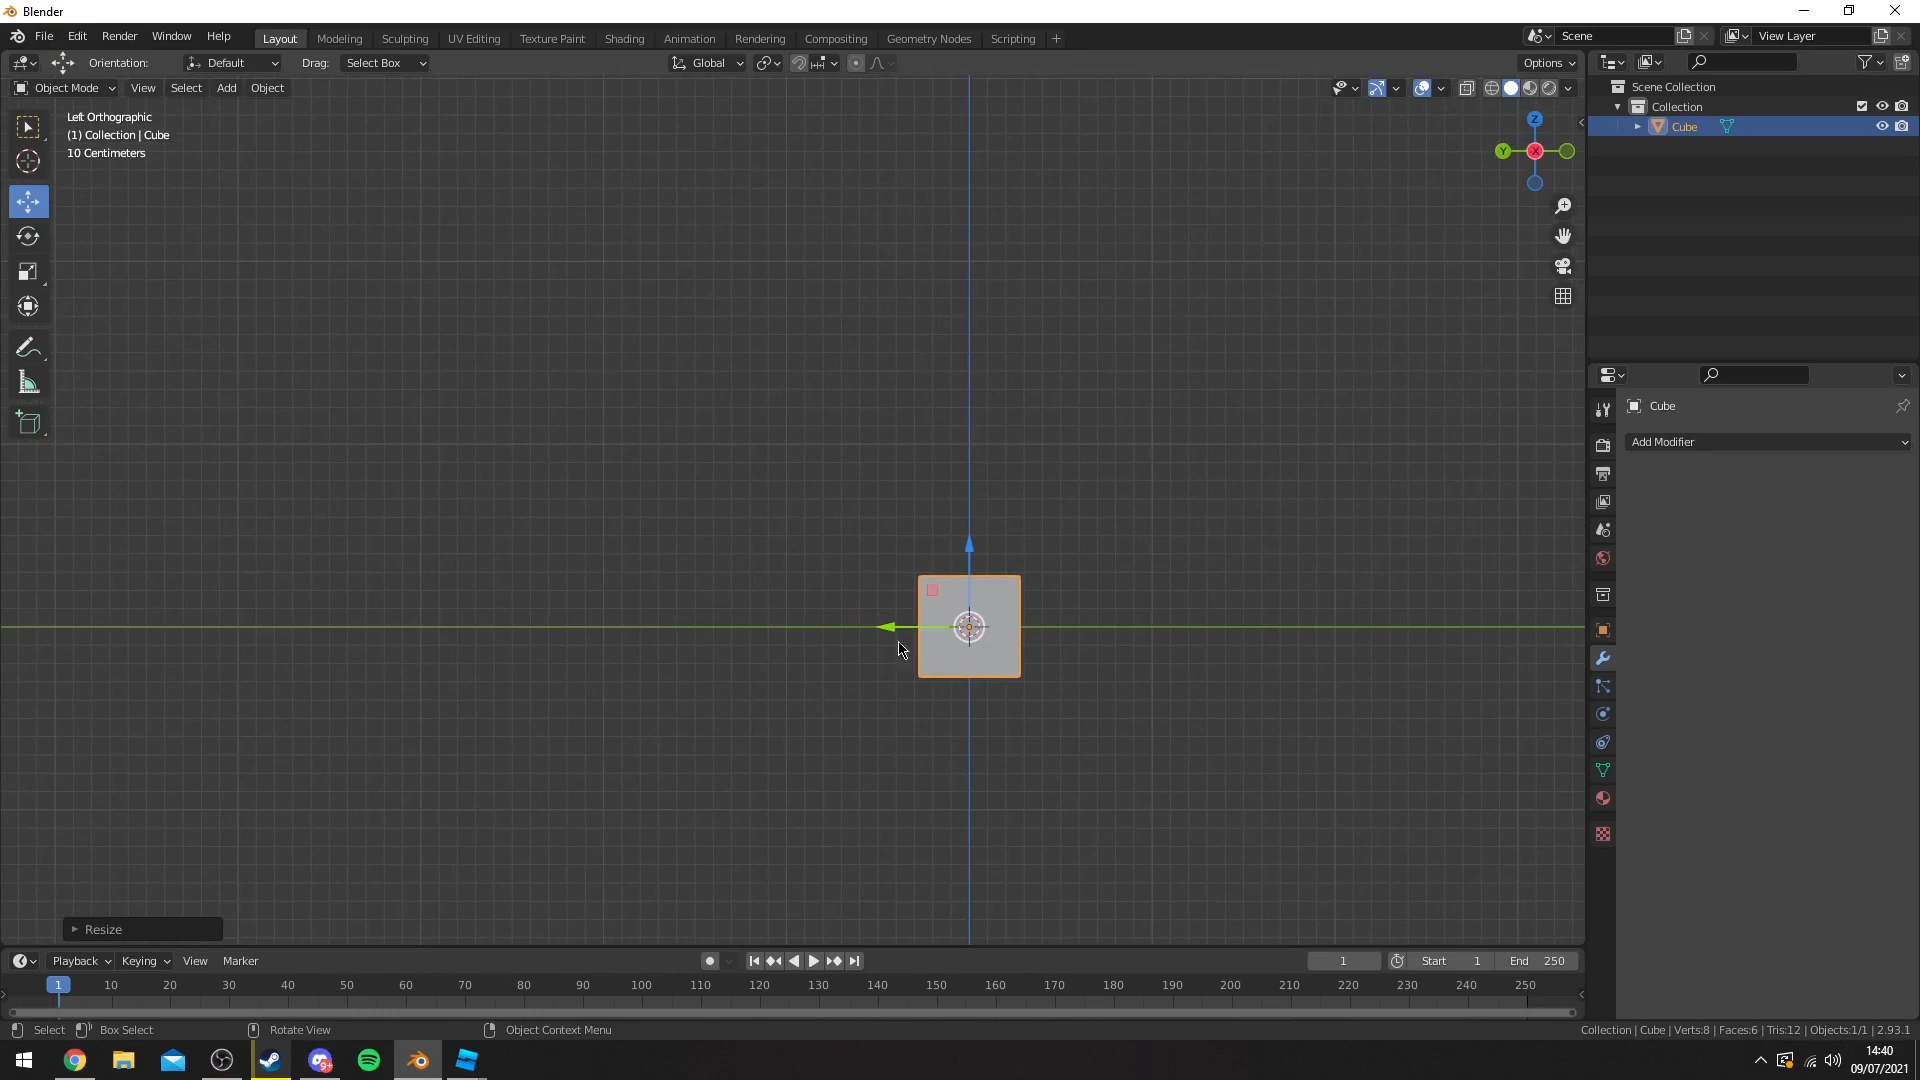 Blender
File Edit Render Window Help Layout Modeling Sculpting UV Editing Texture Paint Shading Animation Rendering Compositing Geometry Nodes Scripting + Scene View Layer
Orientation: Default Drag: Select Box Global Options
Object Mode View Select Add Object
Scene Collection
Collection
Cube
Left Orthographic
(1) Collection | Cube
10 Centimeters
Z
Y
-X
Cube
Add Modifier
Resize
Playback Keying View Marker 1 Start 1 End 250
1 10 20 30 40 50 60 70 80 90 100 110 120 130 140 150 160 170 180 190 200 210 220 230 240 250
Select Box Select Rotate View Object Context Menu Collection | Cube | Verts:8 | Faces:6 | Tris:12 | Objects:1/1 | 2.93.1
9+
14:40
09/07/2021